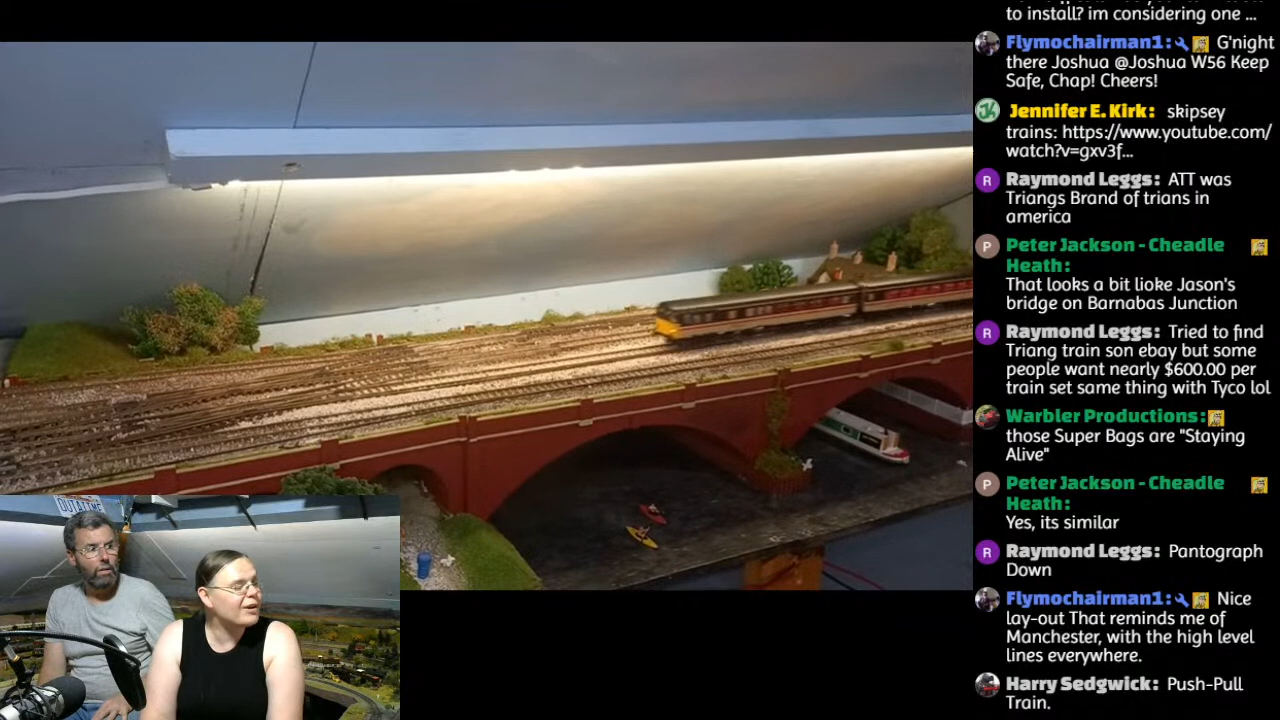 to install? im considering one ...
Flymochairman1: G'night
there Joshua @Joshua W56 Keep
Safe, Chap! Cheers!
Jennifer E. Kirk: skipsey
trains: https://www.youtube.com/
watch?v=gxv3f...
Raymond Leggs: ATT was
Triangs Brand of trians in
america
Peter Jackson - Cheadle
Heath:
That looks a bit lioke Jason's
bridge on Barnabas Junction
Raymond Leggs: Tried to find
Triang train son ebay but some
people want nearly $600.00 per
train set same thing with Tyco lol
Warbler Productions:
those Super Bags are "Staying
Alive"
Peter Jackson - Cheadle
Heath:
Yes, its similar
Raymond Leggs: Pantograph
Down
Flymochairman1: Nice
lay-out That reminds me of
Manchester, with the high level
lines everywhere.
Harry Sedgwick: Push-Pull
Train.
OUTATIME